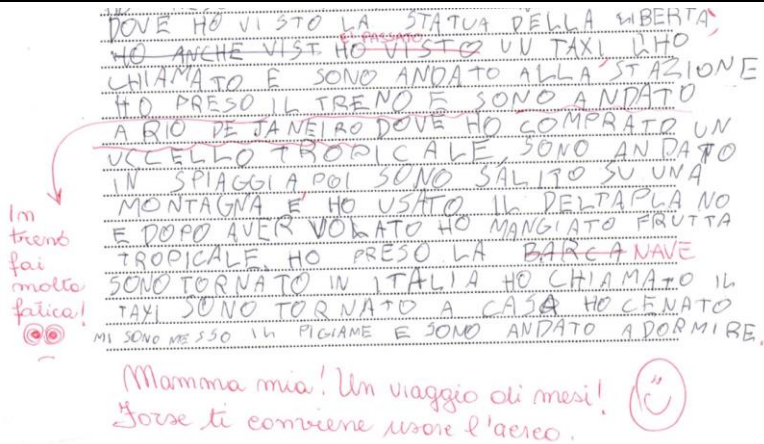 DOVE HO VISTO LA STATUA DELLA LIBERTÀ
È PASSATO
HO ANCHE VIST HO VISTO UN TAXI L'HO
CHIAMATO E SONO ANDATO ALLA STAZIONE
HO PRESO IL TRENO E SONO ANDATO
A RIO DE JANEIRO DOVE HO COMPRATO UN
UCCELLO TROPICALE, SONO ANDATO
IN SPIAGGIA POI SONO SALITO SU UNA
MONTAGNA E HO USATO IL DELTAPLANO
E DOPO AVER VOLATO HO MANGIATO FRUTTA
TROPICALE, HO PRESO LA BARCA NAVE
SONO TORNATO IN ITALIA HO CHIAMATO IL
TAXI SONO TORNATO A CASA HO CENATO
MI SONO MESSO IL PIGIAME E SONO ANDATO A DORMIRE.
In
treno
fai
molta
fatica!
Mamma mia! Un viaggio di mesi!
Forse ti conviene usare l'aereo.